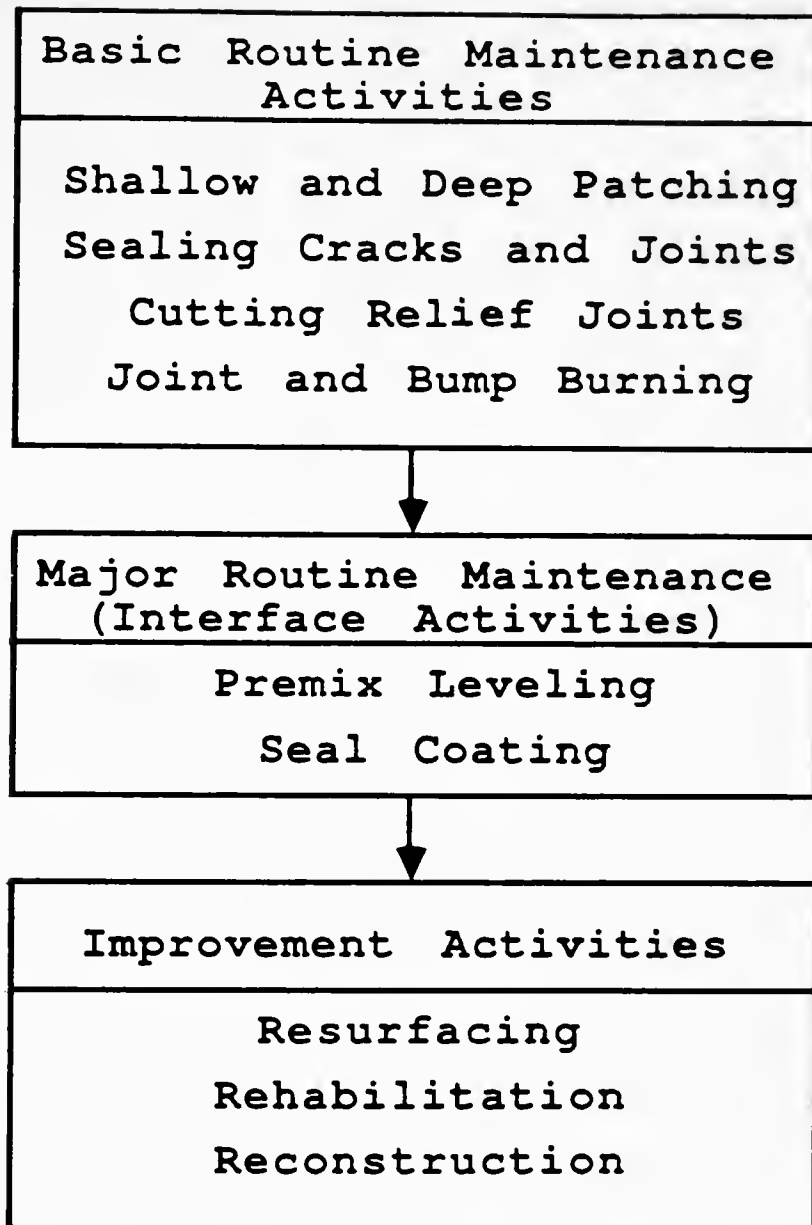 Basic Routine Maintenance
Activities
Shallow and Deep Patching
Sealing Cracks and Joints
Cutting Relief Joints
Joint and Bump Burning
Major Routine Maintenance
(Interface Activities)
Premix Leveling
Seal Coating
Improvement Activities
Resurfacing
Rehabilitation
Reconstruction